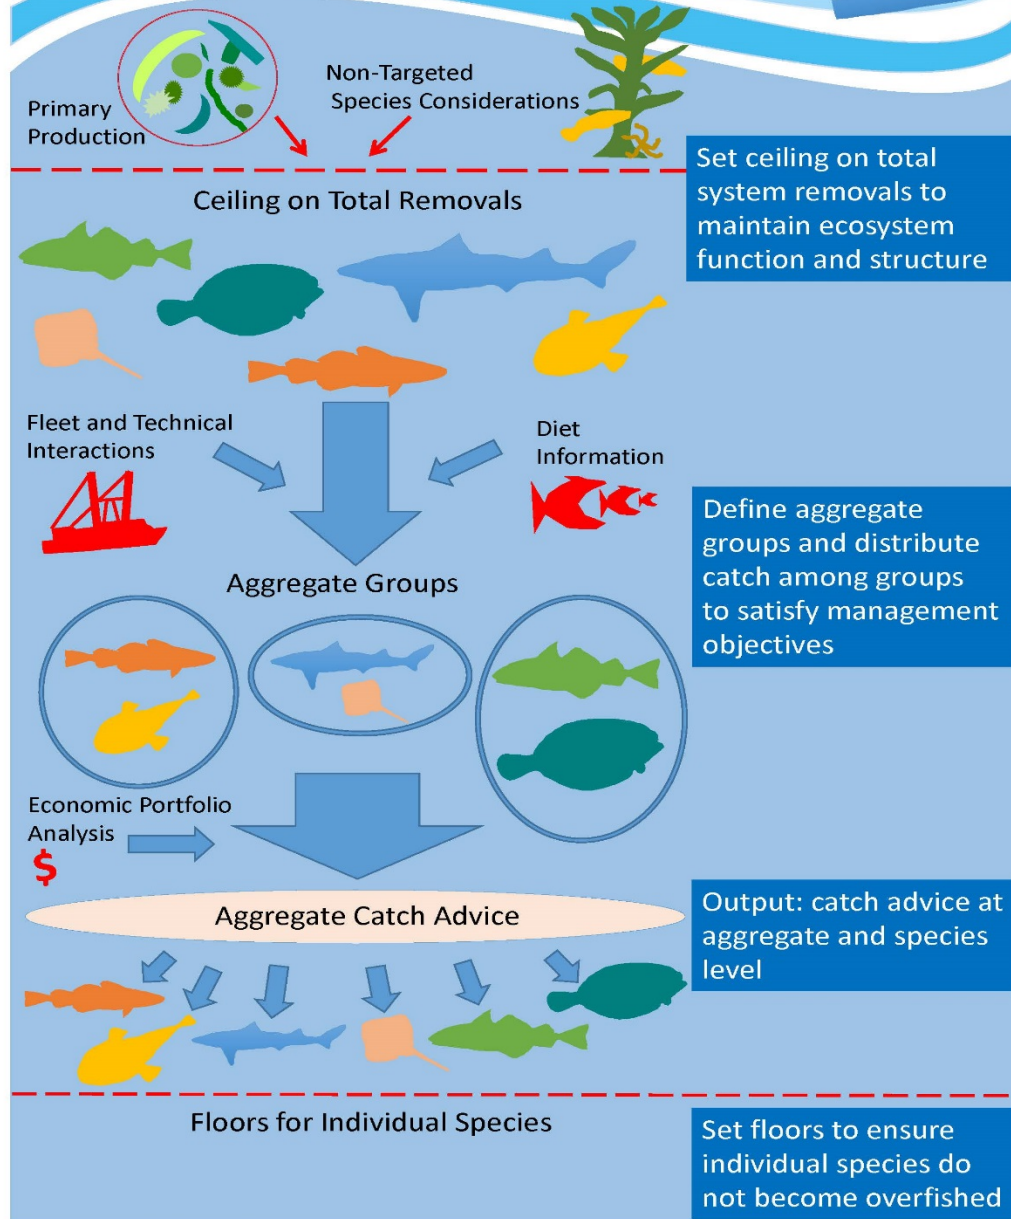 Primary
Production
Non-Targeted
Species Considerations
Set ceiling on total
system removals to
maintain ecosystem
function and structure
Ceiling on Total Removals
Fleet and Technical
Interactions
Diet
Information
Define aggregate
groups and distribute
catch among groups
to satisfy management
objectives
Aggregate Groups
Economic Portfolio
Analysis
$
Aggregate Catch Advice
Output: catch advice at
aggregate and species
level
Floors for Individual Species
Set floors to ensure
individual species do
not become overfished